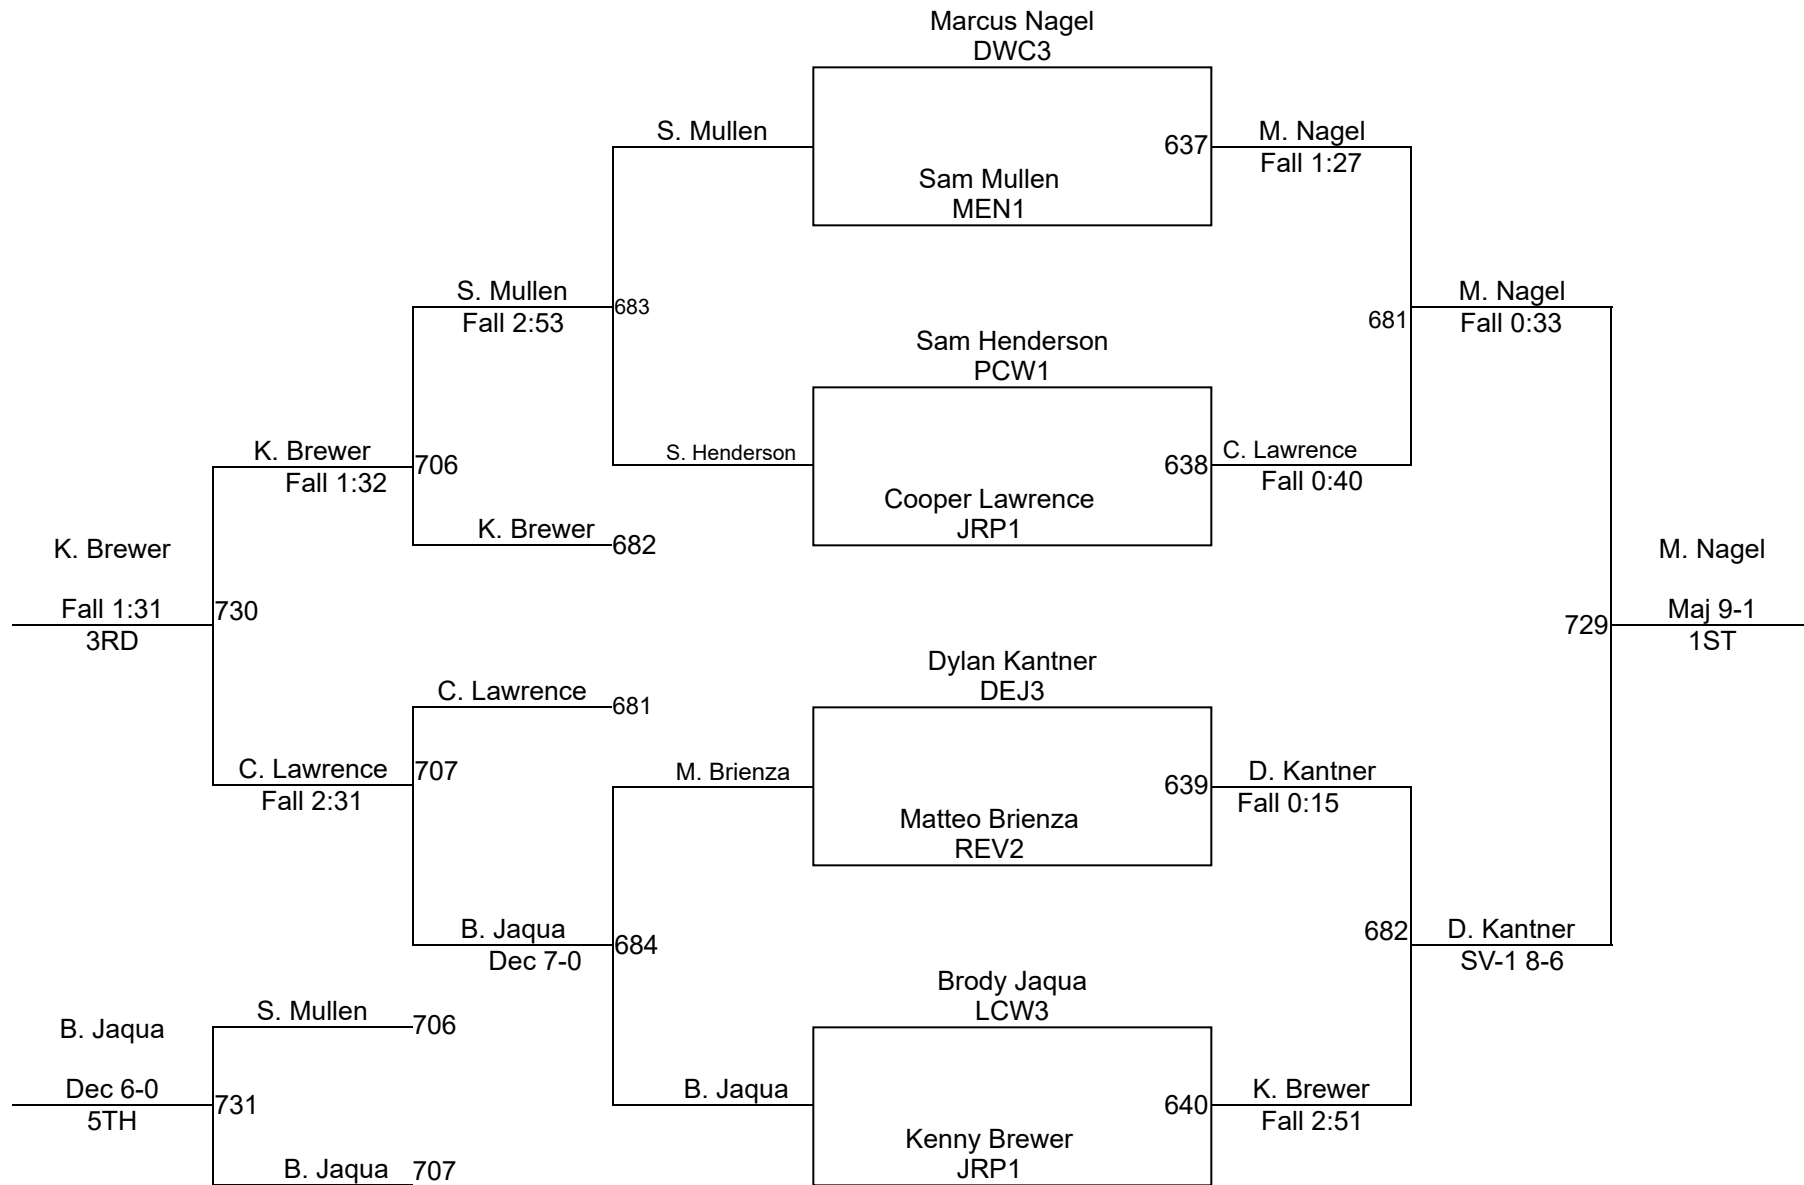 Marcus Nagel
DWC3
S. Mullen
637
M. Nagel
Fall 1:27
Sam Mullen
MEN1
S. Mullen
Fall 2:53
683
681
M. Nagel
Fall 0:33
Sam Henderson
PCW1
K. Brewer
Fall 1:32
706
S. Henderson
638
C. Lawrence
Fall 0:40
Cooper Lawrence
JRP1
K. Brewer
682
K. Brewer
Fall 1:31
3RD
730
729
M. Nagel
Maj 9-1
1ST
Dylan Kantner
DEJ3
C. Lawrence
681
C. Lawrence
Fall 2:31
707
M. Brienza
639
D. Kantner
Fall 0:15
Matteo Brienza
REV2
B. Jaqua
Dec 7-0
684
682
D. Kantner
SV-1 8-6
Brody Jaqua
LCW3
S. Mullen
706
B. Jaqua
Dec 6-0
5TH
731
B. Jaqua
640
K. Brewer
Fall 2:51
Kenny Brewer
JRP1
B. Jaqua
707